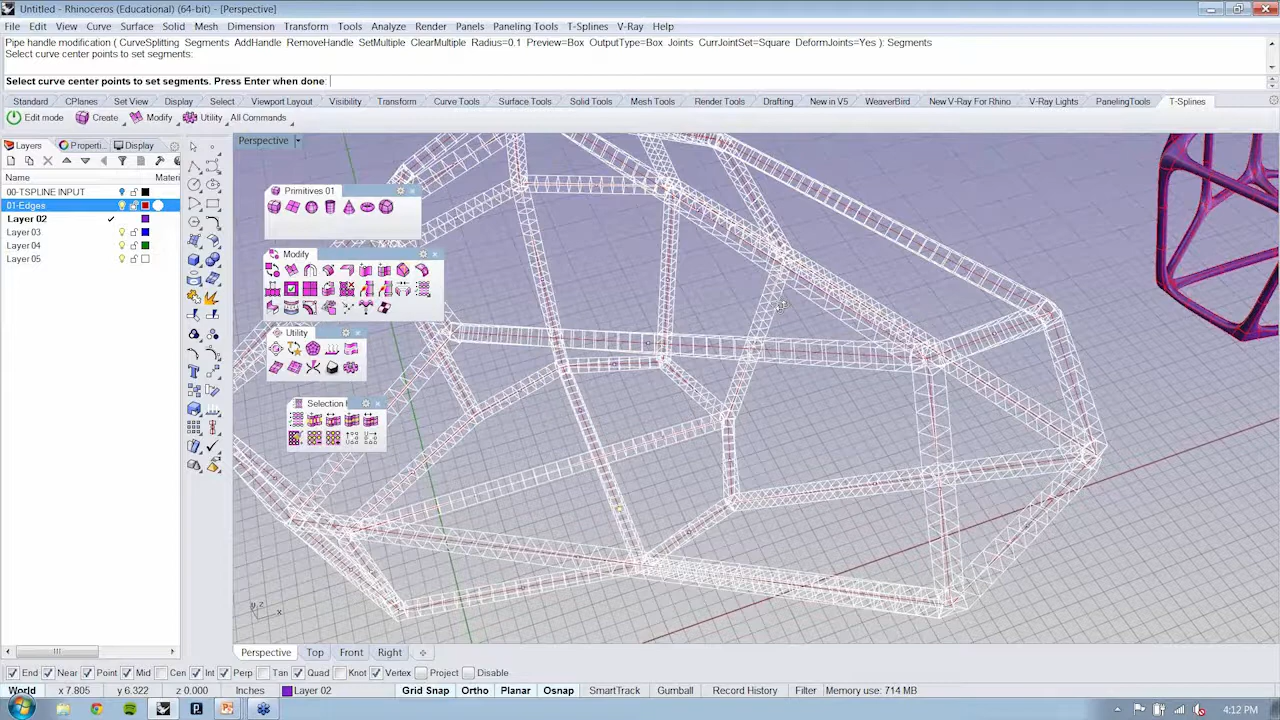 Untitled - Rhinoceros (Educational) (64-bit) - [Perspective]
File Edit View Curve Surface Solid Mesh Dimension Transform Tools Analyze Render Panels Paneling Tools T-Splines V-Ray Help
Pipe handle modification ( CurveSplitting Segments AddHandle RemoveHandle SetMultiple ClearMultiple Radius=0.1 Preview=Box OutputType=Box Joints CurrJointSet=Square DeformJoints=Yes ): Segments
Select curve center points to set segments:
Select curve center points to set segments. Press Enter when done
Standard CPlanes Set View Display Select Viewport Layout Visibility Transform Curve Tools Surface Tools Solid Tools Mesh Tools Render Tools Drafting New in V5 WeaverBird New V-Ray For Rhino V-Ray Lights PanelingTools T-Splines
Edit mode Create Modify Utility All Commands
Layers Properti... Display
Perspective
Name Materi
00-TSPLINE INPUT
01-Edges
Layer 02
Layer 03
Layer 04
Layer 05
Primitives 01
Modify
Utility
Selection
y z x
Perspective Top Front Right
End Near Point Mid Cen Int Perp Tan Quad Knot Vertex Project Disable
World x 7.805 y 6.322 z 0.000 Inches Layer 02 Grid Snap Ortho Planar Osnap SmartTrack Gumball Record History Filter Memory use: 714 MB
4:12 PM